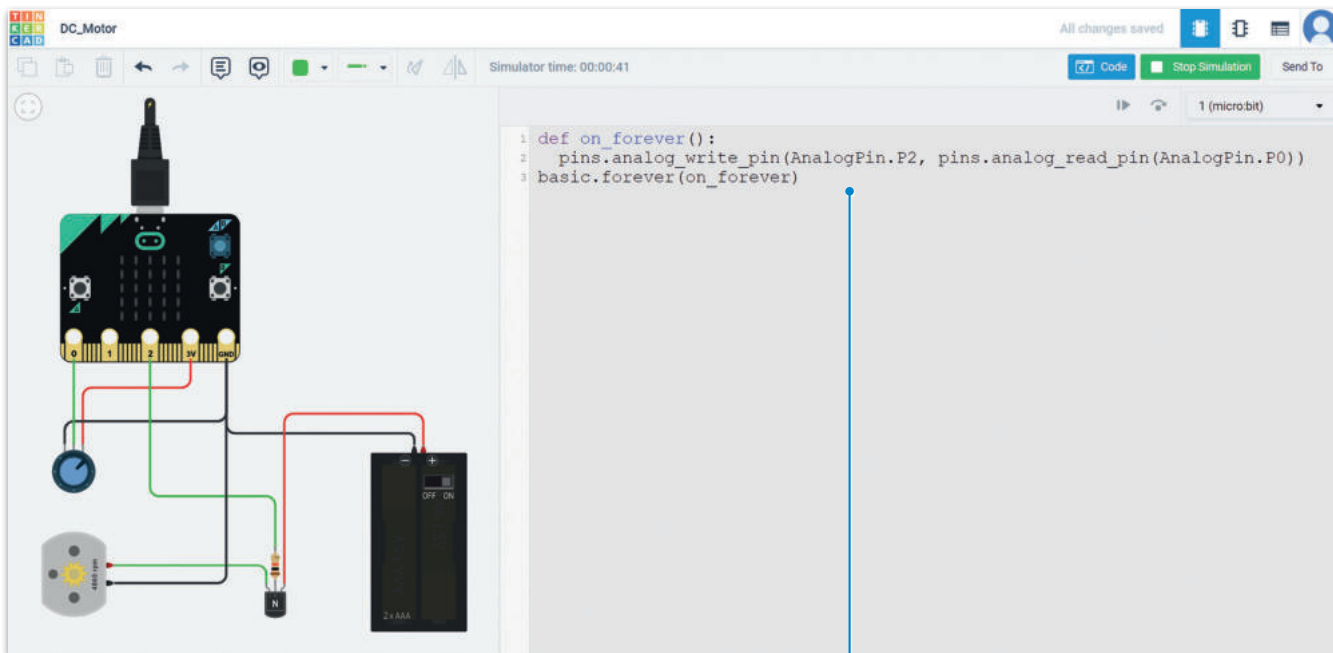 TIN
KER
CAD
DC_Motor
All changes saved
Simulator time: 00:00:41
Code
Stop Simulation
Send To
1 (micro:bit)
1 def on_forever():
2 pins.analog_write_pin(AnalogPin.P2, pins.analog_read_pin(AnalogPin.P0))
3 basic.forever(on_forever)
B
A
0 1 2 3V GND
OFF ON
4860 rpm
N
2 x AAA